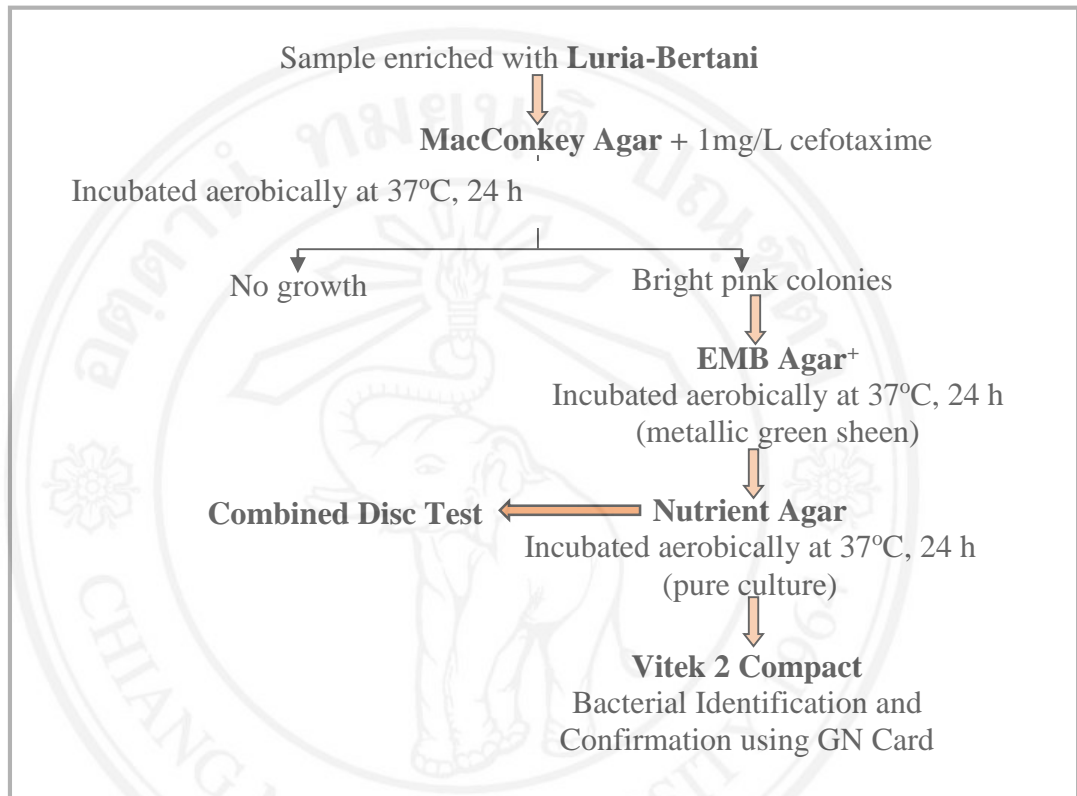 Sample enriched with Luria-Bertani
MacConkey Agar + 1mg/L cefotaxime
Incubated aerobically at 37ºC, 24 h
No growth
Bright pink colonies
EMB Agar⁺
Incubated aerobically at 37ºC, 24 h
(metallic green sheen)
Combined Disc Test
Nutrient Agar
Incubated aerobically at 37ºC, 24 h
(pure culture)
Vitek 2 Compact
Bacterial Identification and
Confirmation using GN Card